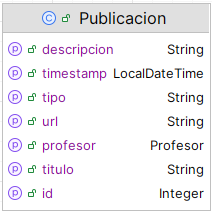 Publicacion
descripcion String
timestamp LocalDateTime
tipo String
url String
profesor Profesor
titulo String
id Integer